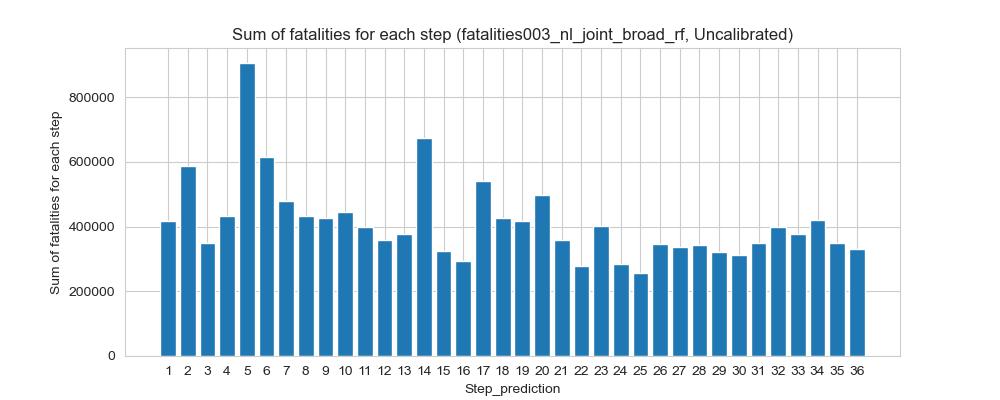 Sum of fatalities for each step (fatalities003_nl_joint_broad_rf, Uncalibrated)
Sum of fatalities for each step
800000
600000
400000
200000
0
1 2 3 4 5 6 7 8 9 10 11 12 13 14 15 16 17 18 19 20 21 22 23 24 25 26 27 28 29 30 31 32 33 34 35 36
Step_prediction